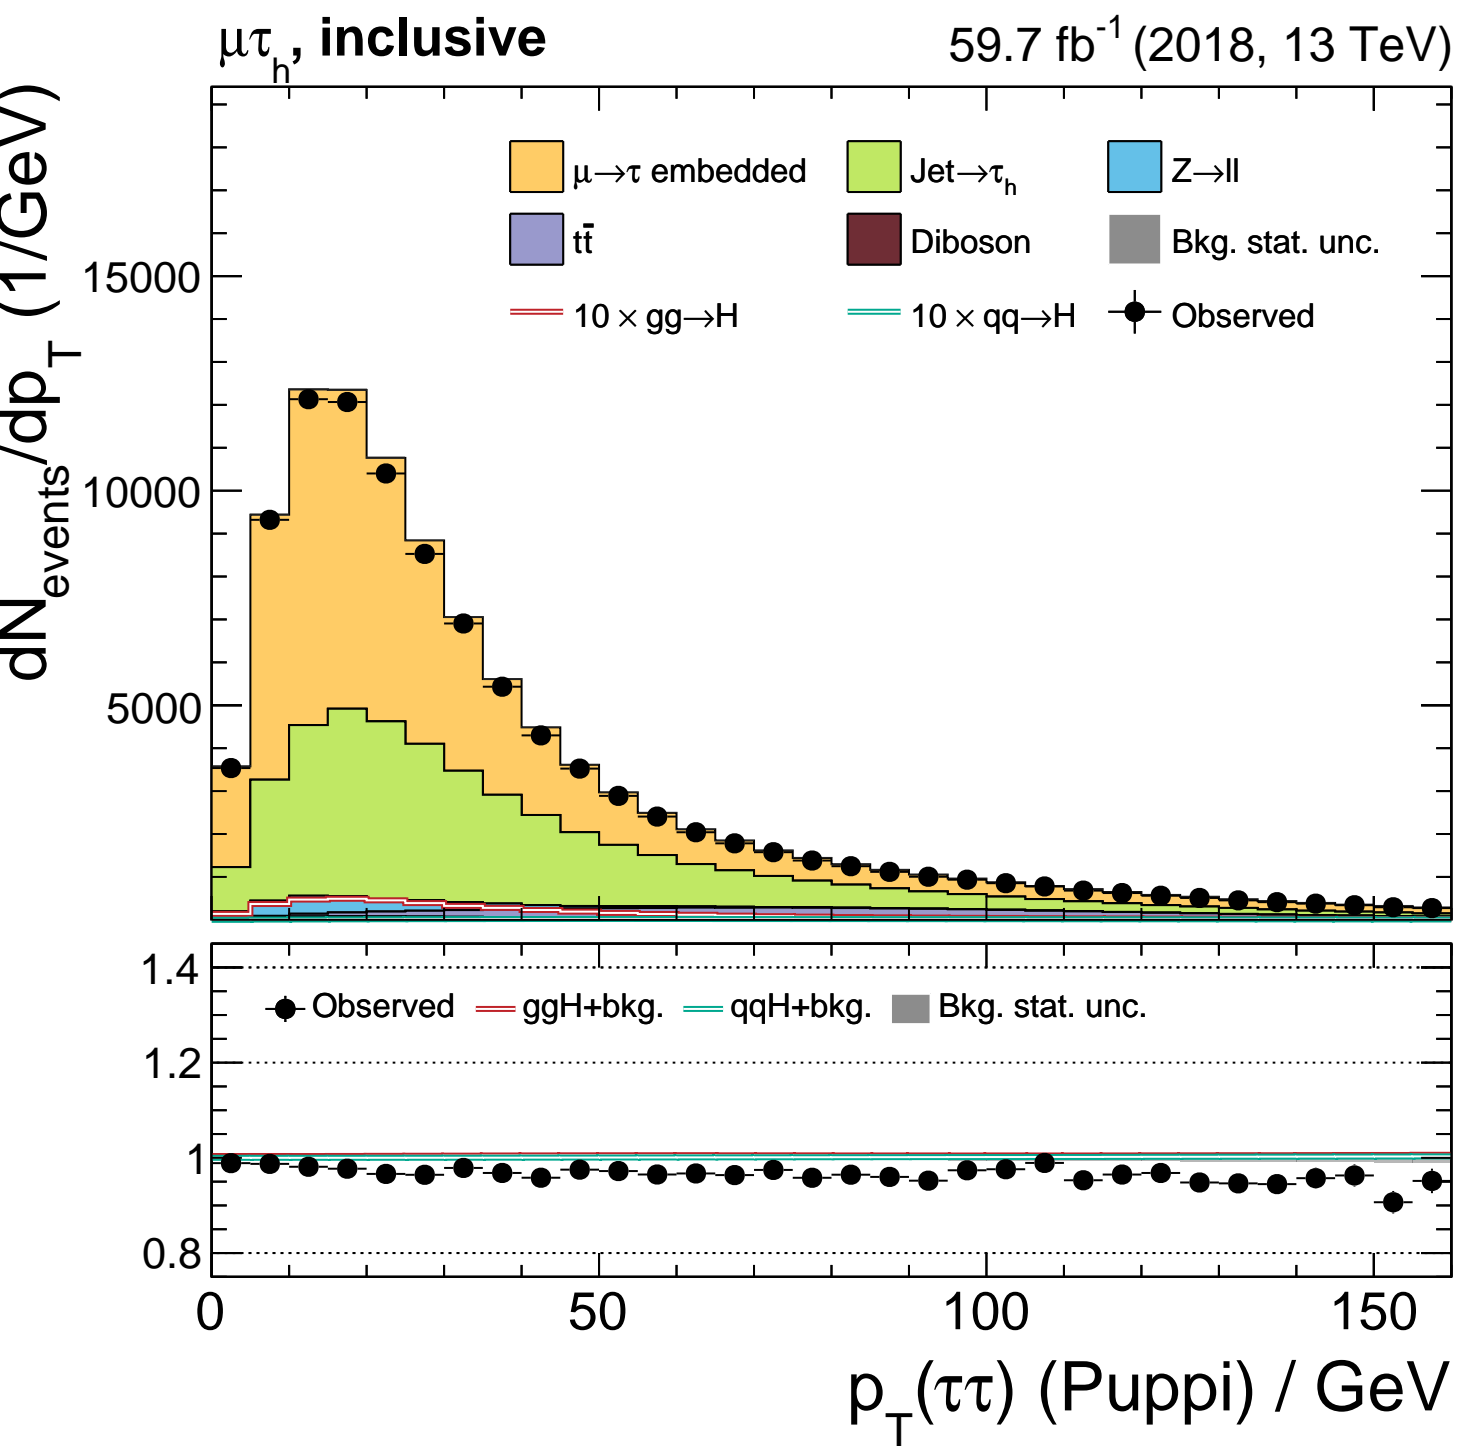 μτh, inclusive 59.7 fb-1 (2018, 13 TeV)
dNevents/dpT (1/GeV)
μ→τ embedded Jet→τh Z→ll
tt̄ Diboson Bkg. stat. unc.
10 × gg→H 10 × qq→H Observed
15000
10000
5000
1.4
Observed ggH+bkg. qqH+bkg. Bkg. stat. unc.
1.2
1
0.8
0 50 100 150
pT(ττ) (Puppi) / GeV